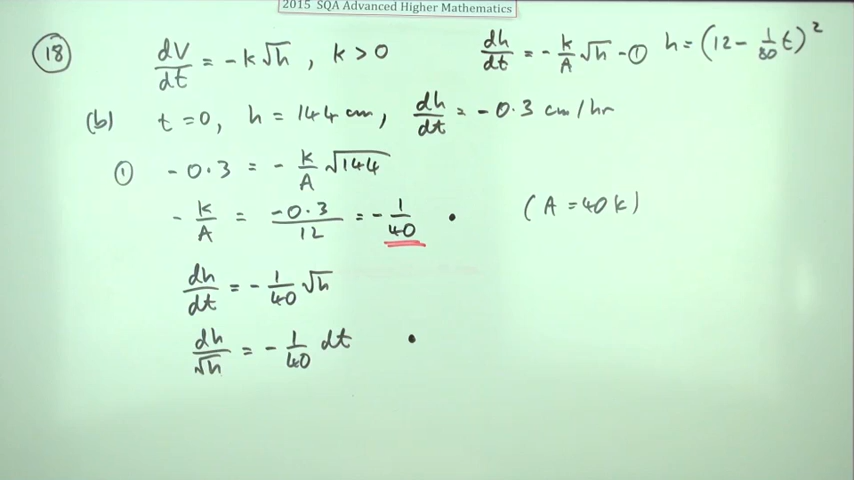 2015 SQA Advanced Higher Mathematics
(18) dV/dt = -k√h , k > 0 dh/dt = - k/A √h - ① h = (12 - 1/80 t)²
(b) t = 0, h = 144 cm, dh/dt = -0.3 cm/hr
① -0.3 = - k/A √144
- k/A = -0.3/12 = - 1/40 • (A = 40k)
dh/dt = - 1/40 √h
dh/√h = - 1/40 dt •